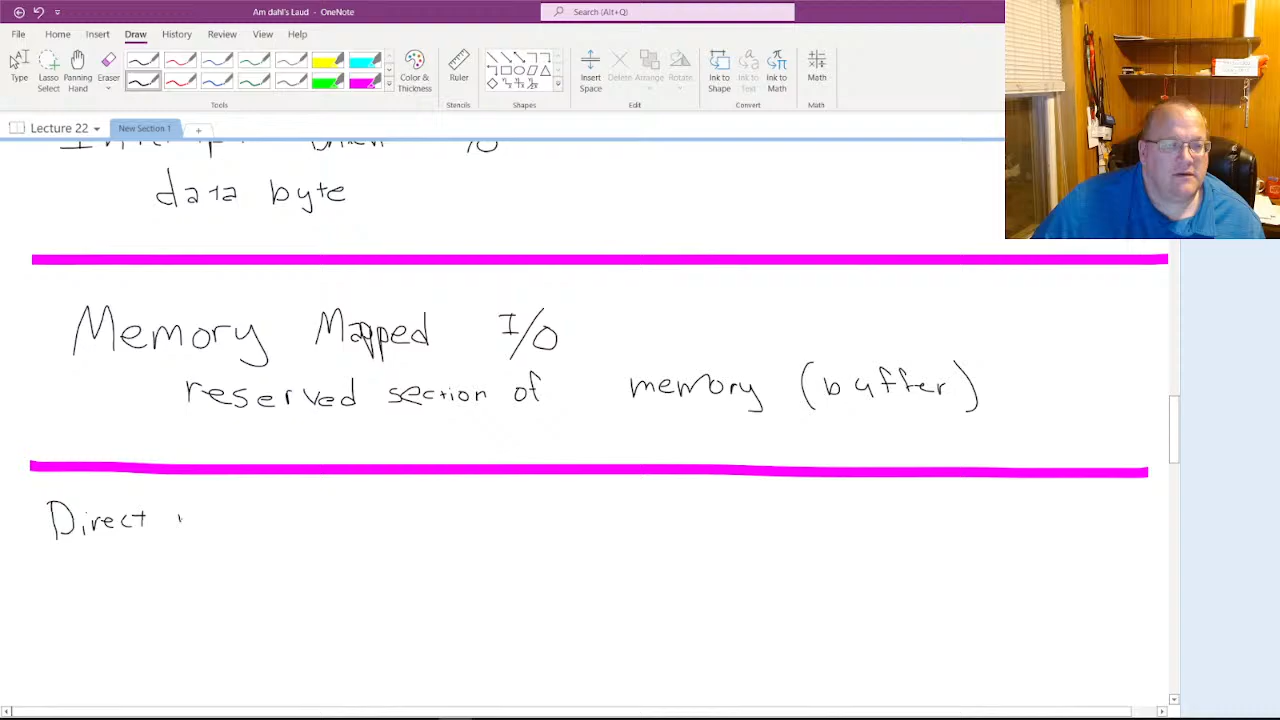 Am dahl's Laud - OneNote
Search (Alt+Q)
File Home Insert Draw History Review View Help
Type
Lasso Select
Panning Hand
Eraser
Thickness
Ruler
Insert Space
Delete
Arrange
Rotate
Ink to Shape
Ink to Text
Ink to Math
Math
Tools
Stencils
Shapes
Edit
Convert
Math
Lecture 22
New Section 1
data byte
Memory Mapped I/O
reserved section of memory (buffer)
Direct